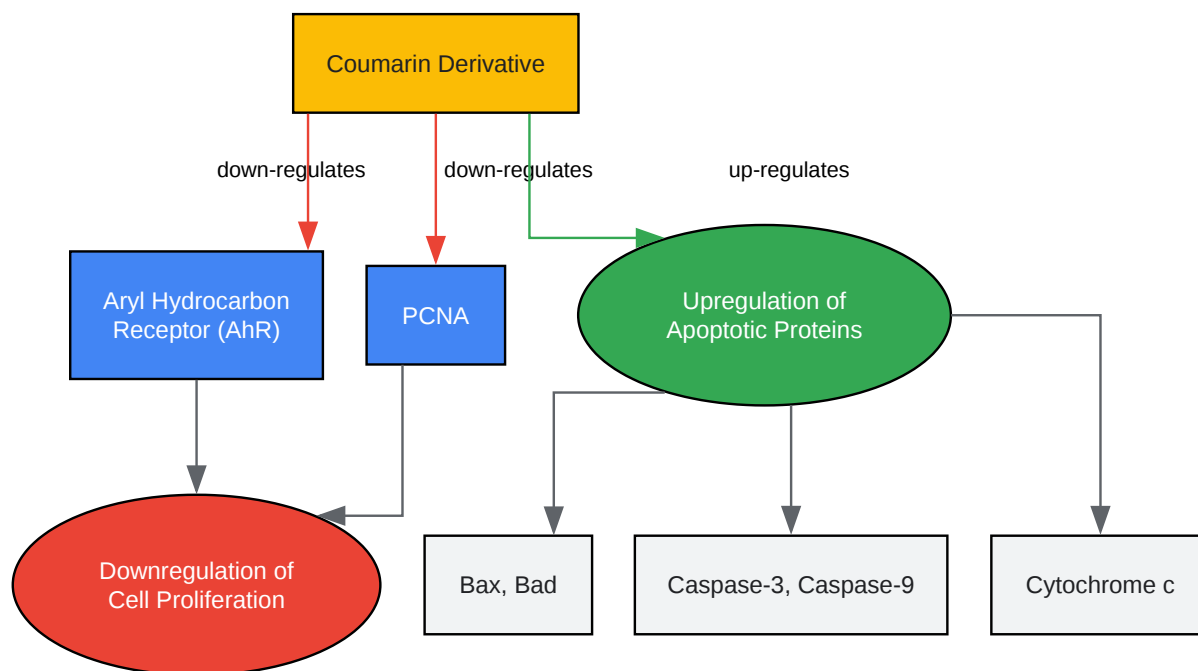 Coumarin Derivative
down-regulates
down-regulates
up-regulates
Aryl Hydrocarbon
Receptor (AhR)
PCNA
Upregulation of
Apoptotic Proteins
Downregulation of
Cell Proliferation
Bax, Bad
Caspase-3, Caspase-9
Cytochrome c